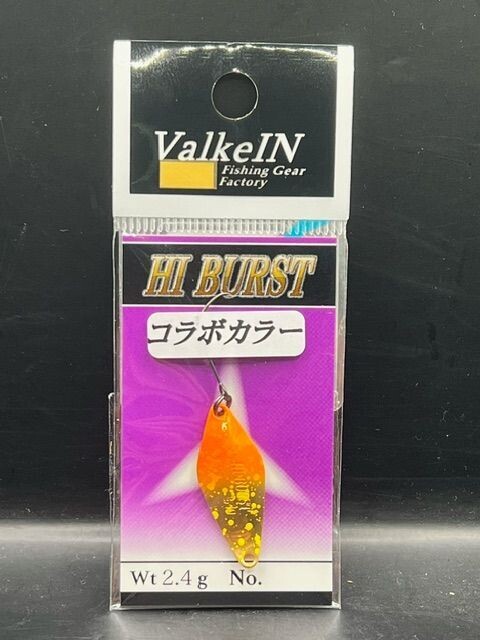 ValkeIN
Fishing Gear
Factory
HI BURST
コラボカラー
Wt 2.4 g No.